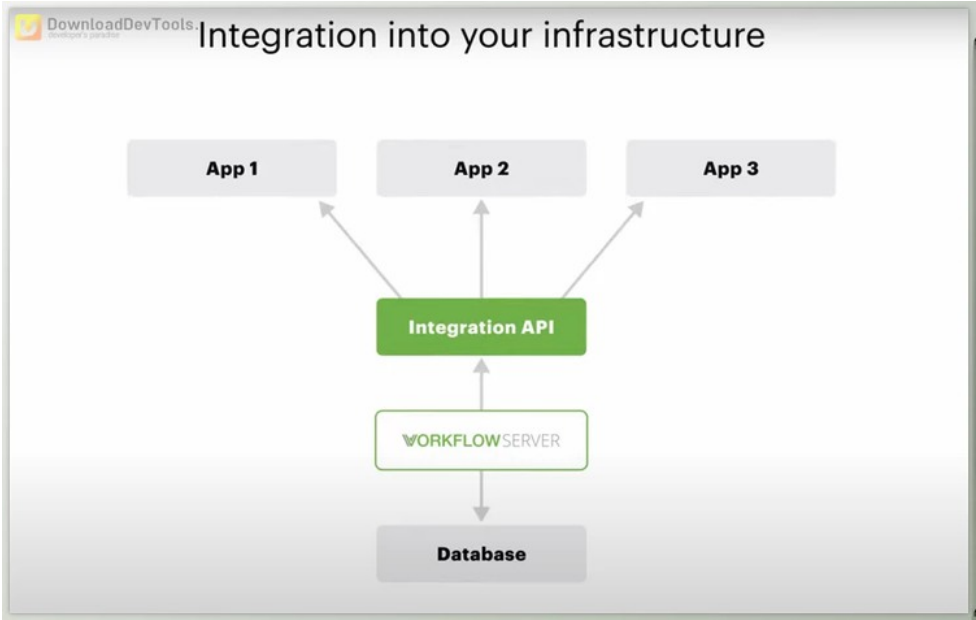 DownloadDevTools.
developer's paradise
Integration into your infrastructure
App 1
App 2
App 3
Integration API
WORKFLOWSERVER
Database